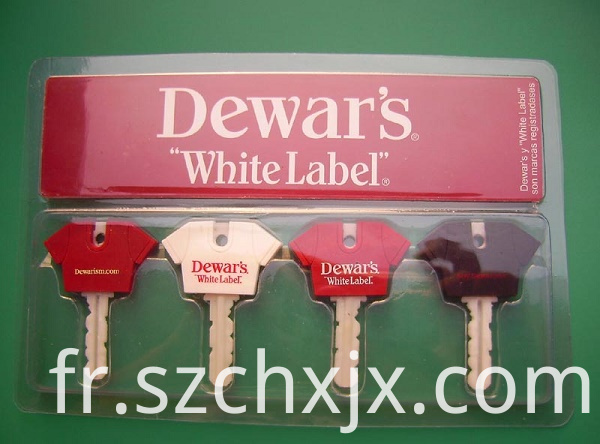 Dewar's®
"White Label"®
Dewar's y "White Label"
son marcas registradases
Dewarism.com
Dewar's
"White Label"
Dewar's
"White Label"
fr.szchxjx.com